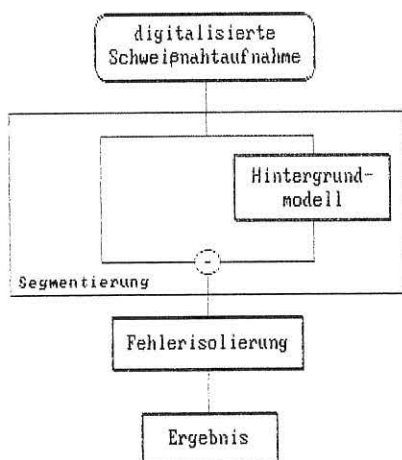 digitalisierte
Schweißnahtaufnahme
Hintergrund-
modell
-
Segmentierung
Fehlerisolierung
Ergebnis